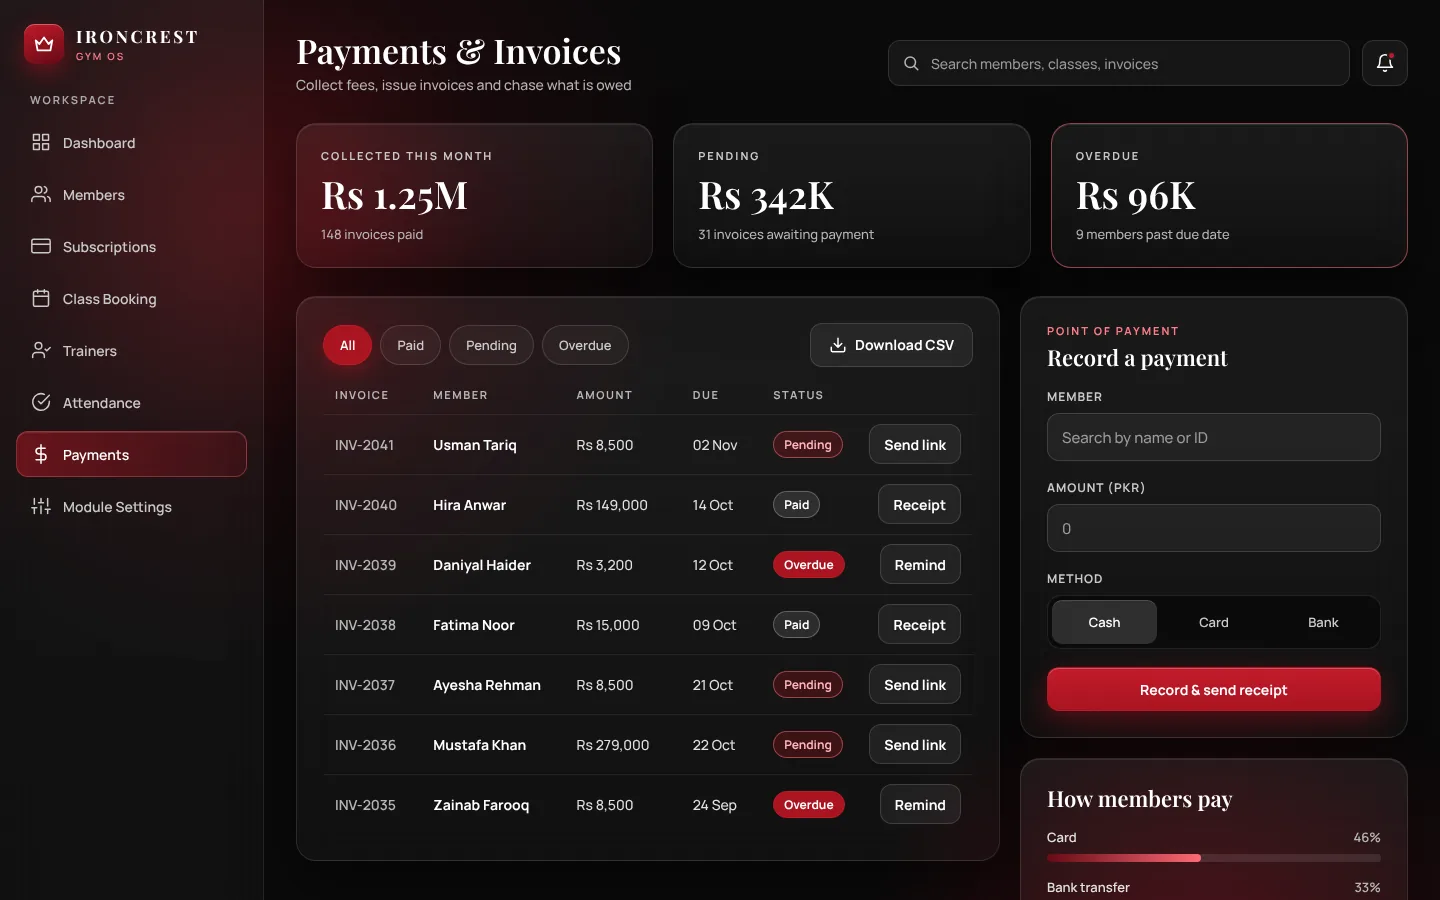 IRONCREST
GYM OS
WORKSPACE
Dashboard
Members
Subscriptions
Class Booking
Trainers
Attendance
Payments
Module Settings
Payments & Invoices
Collect fees, issue invoices and chase what is owed
Search members, classes, invoices
COLLECTED THIS MONTH
Rs 1.25M
148 invoices paid
PENDING
Rs 342K
31 invoices awaiting payment
OVERDUE
Rs 96K
9 members past due date
All Paid Pending Overdue Download CSV
INVOICE MEMBER AMOUNT DUE STATUS
INV-2041 Usman Tariq Rs 8,500 02 Nov Pending Send link
INV-2040 Hira Anwar Rs 149,000 14 Oct Paid Receipt
INV-2039 Daniyal Haider Rs 3,200 12 Oct Overdue Remind
INV-2038 Fatima Noor Rs 15,000 09 Oct Paid Receipt
INV-2037 Ayesha Rehman Rs 8,500 21 Oct Pending Send link
INV-2036 Mustafa Khan Rs 279,000 22 Oct Pending Send link
INV-2035 Zainab Farooq Rs 8,500 24 Sep Overdue Remind
POINT OF PAYMENT
Record a payment
MEMBER
Search by name or ID
AMOUNT (PKR)
0
METHOD
Cash Card Bank
Record & send receipt
How members pay
Card 46%
Bank transfer 33%